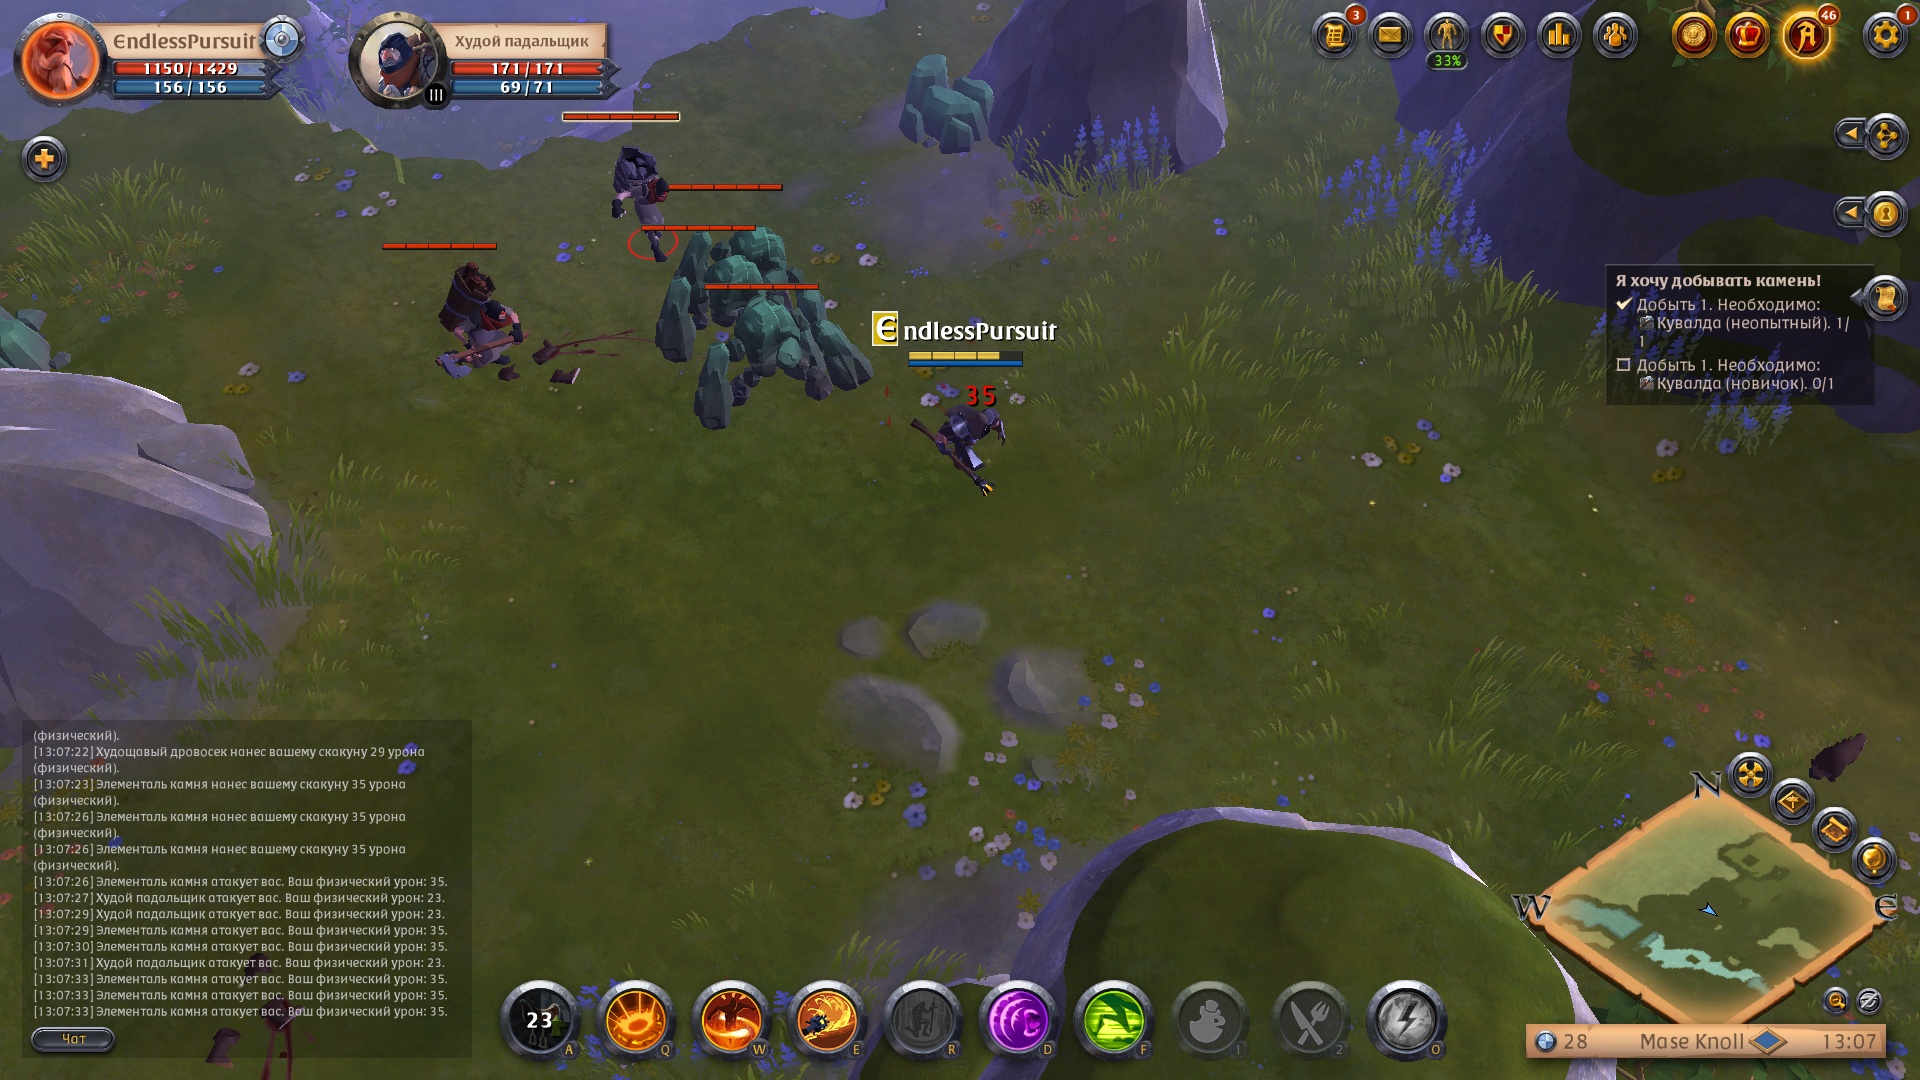 EndlessPursuit
1150/1429
156/156
Худой падальщик
171/171
69/71
III
3
33%
46
1
Я хочу добывать камень!
Добыть 1. Необходимо:
Кувалда (неопытный). 1/
1
Добыть 1. Необходимо:
Кувалда (новичок). 0/1
EndlessPursuit
35
(физический).
[13:07:22] Худощавый дровосек нанес вашему скакуну 29 урона
(физический).
[13:07:23] Элементаль камня нанес вашему скакуну 35 урона
(физический).
[13:07:26] Элементаль камня нанес вашему скакуну 35 урона
(физический).
[13:07:26] Элементаль камня нанес вашему скакуну 35 урона
(физический).
[13:07:26] Элементаль камня атакует вас. Ваш физический урон: 35.
[13:07:27] Худой падальщик атакует вас. Ваш физический урон: 23.
[13:07:29] Худой падальщик атакует вас. Ваш физический урон: 23.
[13:07:29] Элементаль камня атакует вас. Ваш физический урон: 35.
[13:07:30] Элементаль камня атакует вас. Ваш физический урон: 35.
[13:07:31] Худой падальщик атакует вас. Ваш физический урон: 23.
[13:07:33] Элементаль камня атакует вас. Ваш физический урон: 35.
[13:07:33] Элементаль камня атакует вас. Ваш физический урон: 35.
[13:07:33] Элементаль камня атакует вас. Ваш физический урон: 35.
Чат
23
A Q W E R D F 1 2 O
N
W E
28 Mase Knoll 13:07